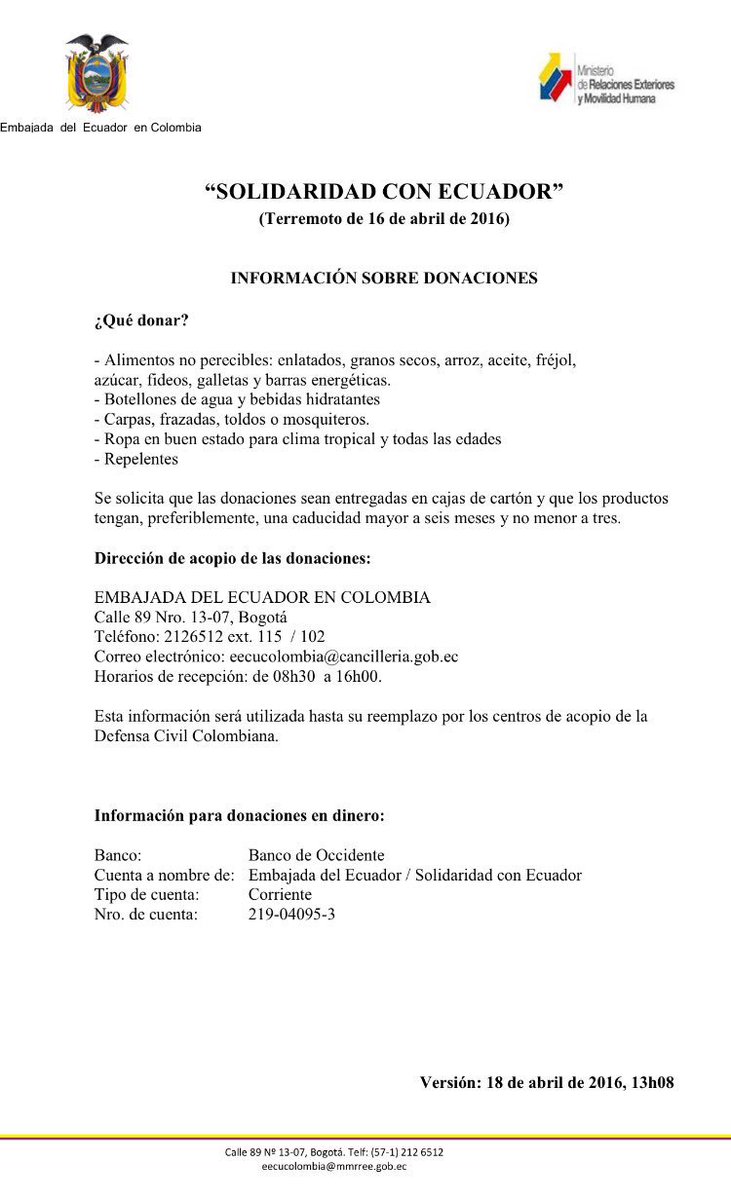 Embajada del Ecuador en Colombia
Ministerio
de Relaciones Exteriores
y Movilidad Humana
“SOLIDARIDAD CON ECUADOR”
(Terremoto de 16 de abril de 2016)
INFORMACIÓN SOBRE DONACIONES
¿Qué donar?
- Alimentos no perecibles: enlatados, granos secos, arroz, aceite, fréjol,
azúcar, fideos, galletas y barras energéticas.
- Botellones de agua y bebidas hidratantes
- Carpas, frazadas, toldos o mosquiteros.
- Ropa en buen estado para clima tropical y todas las edades
- Repelentes
Se solicita que las donaciones sean entregadas en cajas de cartón y que los productos
tengan, preferiblemente, una caducidad mayor a seis meses y no menor a tres.
Dirección de acopio de las donaciones:
EMBAJADA DEL ECUADOR EN COLOMBIA
Calle 89 Nro. 13-07, Bogotá
Teléfono: 2126512 ext. 115 / 102
Correo electrónico: eecucolombia@cancilleria.gob.ec
Horarios de recepción: de 08h30 a 16h00.
Esta información será utilizada hasta su reemplazo por los centros de acopio de la
Defensa Civil Colombiana.
Información para donaciones en dinero:
Banco: Banco de Occidente
Cuenta a nombre de: Embajada del Ecuador / Solidaridad con Ecuador
Tipo de cuenta: Corriente
Nro. de cuenta: 219-04095-3
Versión: 18 de abril de 2016, 13h08
Calle 89 Nº 13-07, Bogotá. Telf: (57-1) 212 6512
eecucolombia@mmrree.gob.ec